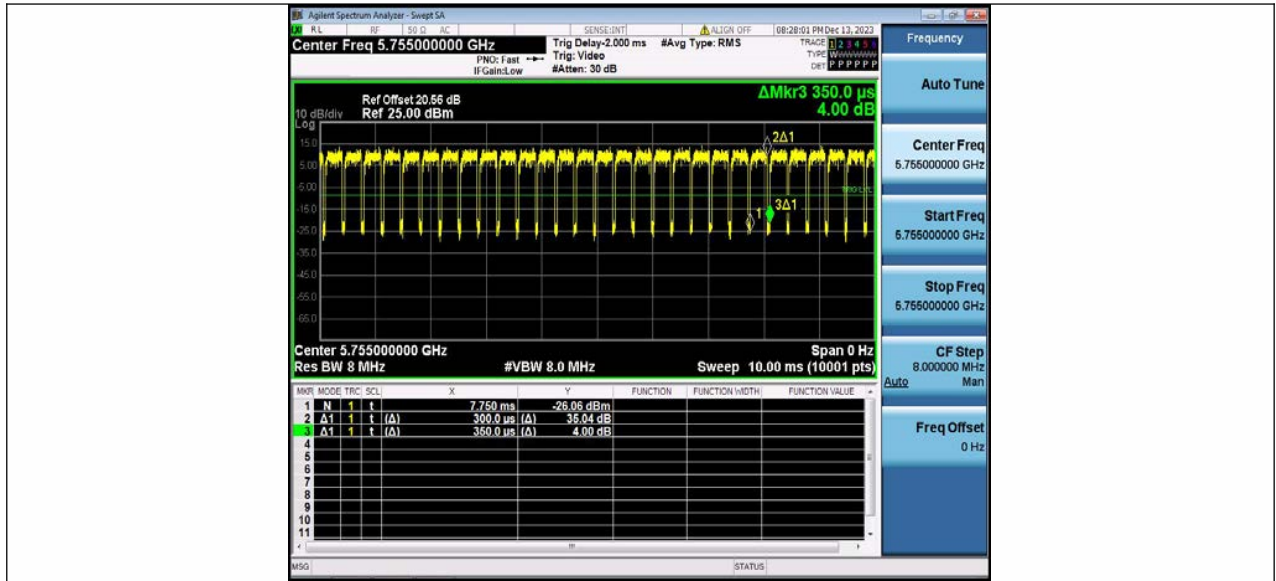 Agilent Spectrum Analyzer - Swept SA
RL RF 50 Ω AC SENSE:INT ALIGN OFF 08:28:01 PM Dec 13, 2023
Center Freq 5.755000000 GHz
PNO: Fast
IFGain:Low
Trig Delay-2.000 ms
Trig: Video
#Atten: 30 dB
#Avg Type: RMS
TRACE 1 2 3 4 5 6
TYPE WWWWWW
DET P P P P P P
ΔMkr3 350.0 µs
4.00 dB
Ref Offset 20.56 dB
10 dB/div Ref 25.00 dBm
Log
15.0
5.00
-5.00
-15.0
-25.0
-35.0
-45.0
-55.0
-65.0
2Δ1
TRIG LVL
1
3Δ1
Center 5.755000000 GHz Span 0 Hz
Res BW 8 MHz #VBW 8.0 MHz Sweep 10.00 ms (10001 pts)
MKR MODE TRC SCL X Y FUNCTION FUNCTION WIDTH FUNCTION VALUE
1 N 1 t 7.750 ms -26.06 dBm
2 Δ1 1 t (Δ) 300.0 µs (Δ) 35.04 dB
3 Δ1 1 t (Δ) 350.0 µs (Δ) 4.00 dB
4
5
6
7
8
9
10
11
MSG STATUS
Frequency
Auto Tune
Center Freq
5.755000000 GHz
Start Freq
5.755000000 GHz
Stop Freq
5.755000000 GHz
CF Step
8.000000 MHz
Auto Man
Freq Offset
0 Hz